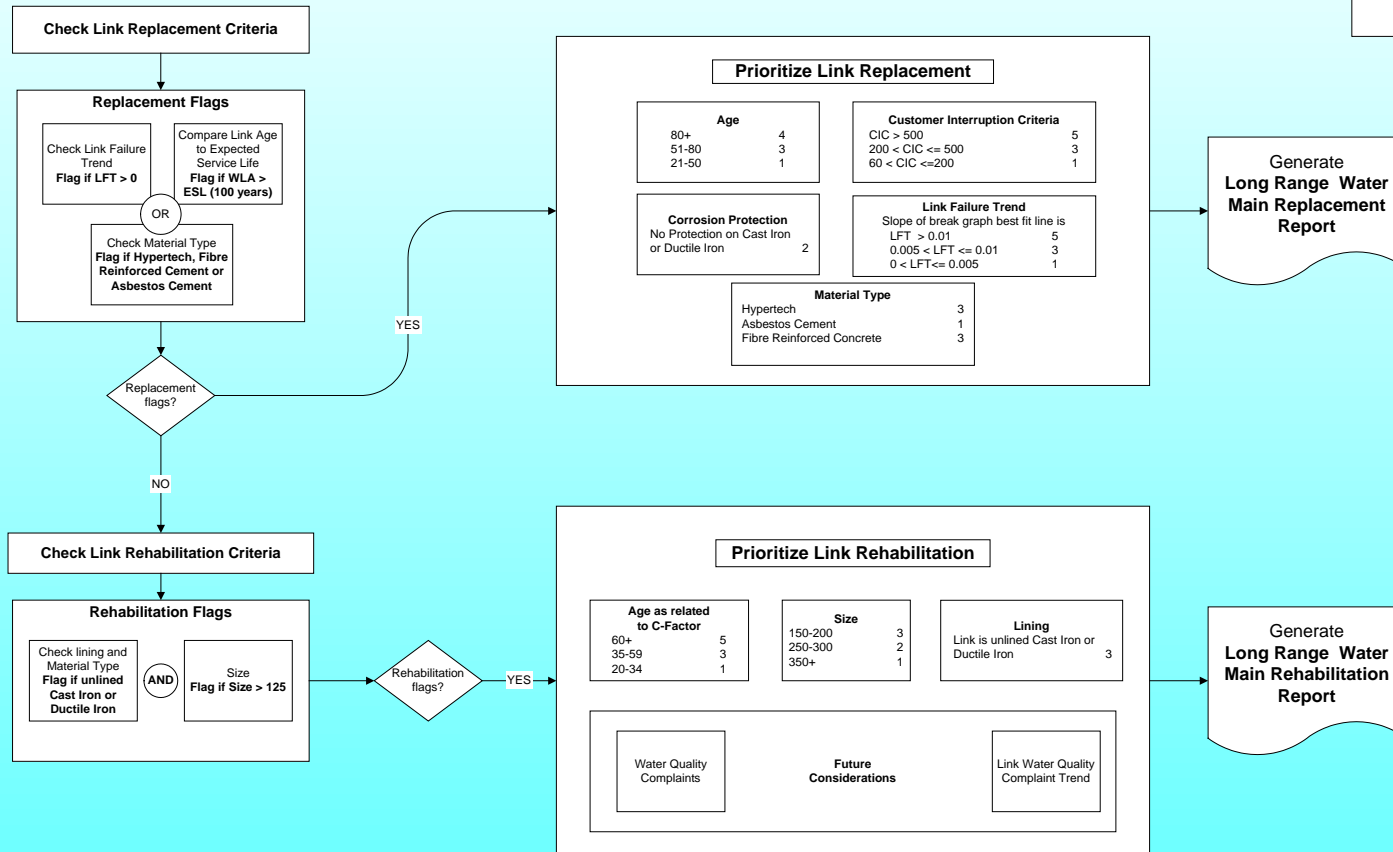 Check Link Replacement Criteria
Replacement Flags
Check Link Failure
Trend
Flag if LFT > 0
Compare Link Age
to Expected
Service Life
Flag if WLA >
ESL (100 years)
OR
Check Material Type
Flag if Hypertech, Fibre
Reinforced Cement or
Asbestos Cement
Replacement
flags?
YES
NO
Prioritize Link Replacement
Age
80+ 4
51-80 3
21-50 1
Customer Interruption Criteria
CIC > 500 5
200 < CIC <= 500 3
60 < CIC <=200 1
Corrosion Protection
No Protection on Cast Iron
or Ductile Iron 2
Link Failure Trend
Slope of break graph best fit line is
LFT > 0.01 5
0.005 < LFT <= 0.01 3
0 < LFT<= 0.005 1
Material Type
Hypertech 3
Asbestos Cement 1
Fibre Reinforced Concrete 3
Generate
Long Range Water
Main Replacement
Report
Check Link Rehabilitation Criteria
Rehabilitation Flags
Check lining and
Material Type
Flag if unlined
Cast Iron or
Ductile Iron
AND
Size
Flag if Size > 125
Rehabilitation
flags?
YES
Prioritize Link Rehabilitation
Age as related
to C-Factor
60+ 5
35-59 3
20-34 1
Size
150-200 3
250-300 2
350+ 1
Lining
Link is unlined Cast Iron or
Ductile Iron 3
Water Quality
Complaints
Future
Considerations
Link Water Quality
Complaint Trend
Generate
Long Range Water
Main Rehabilitation
Report